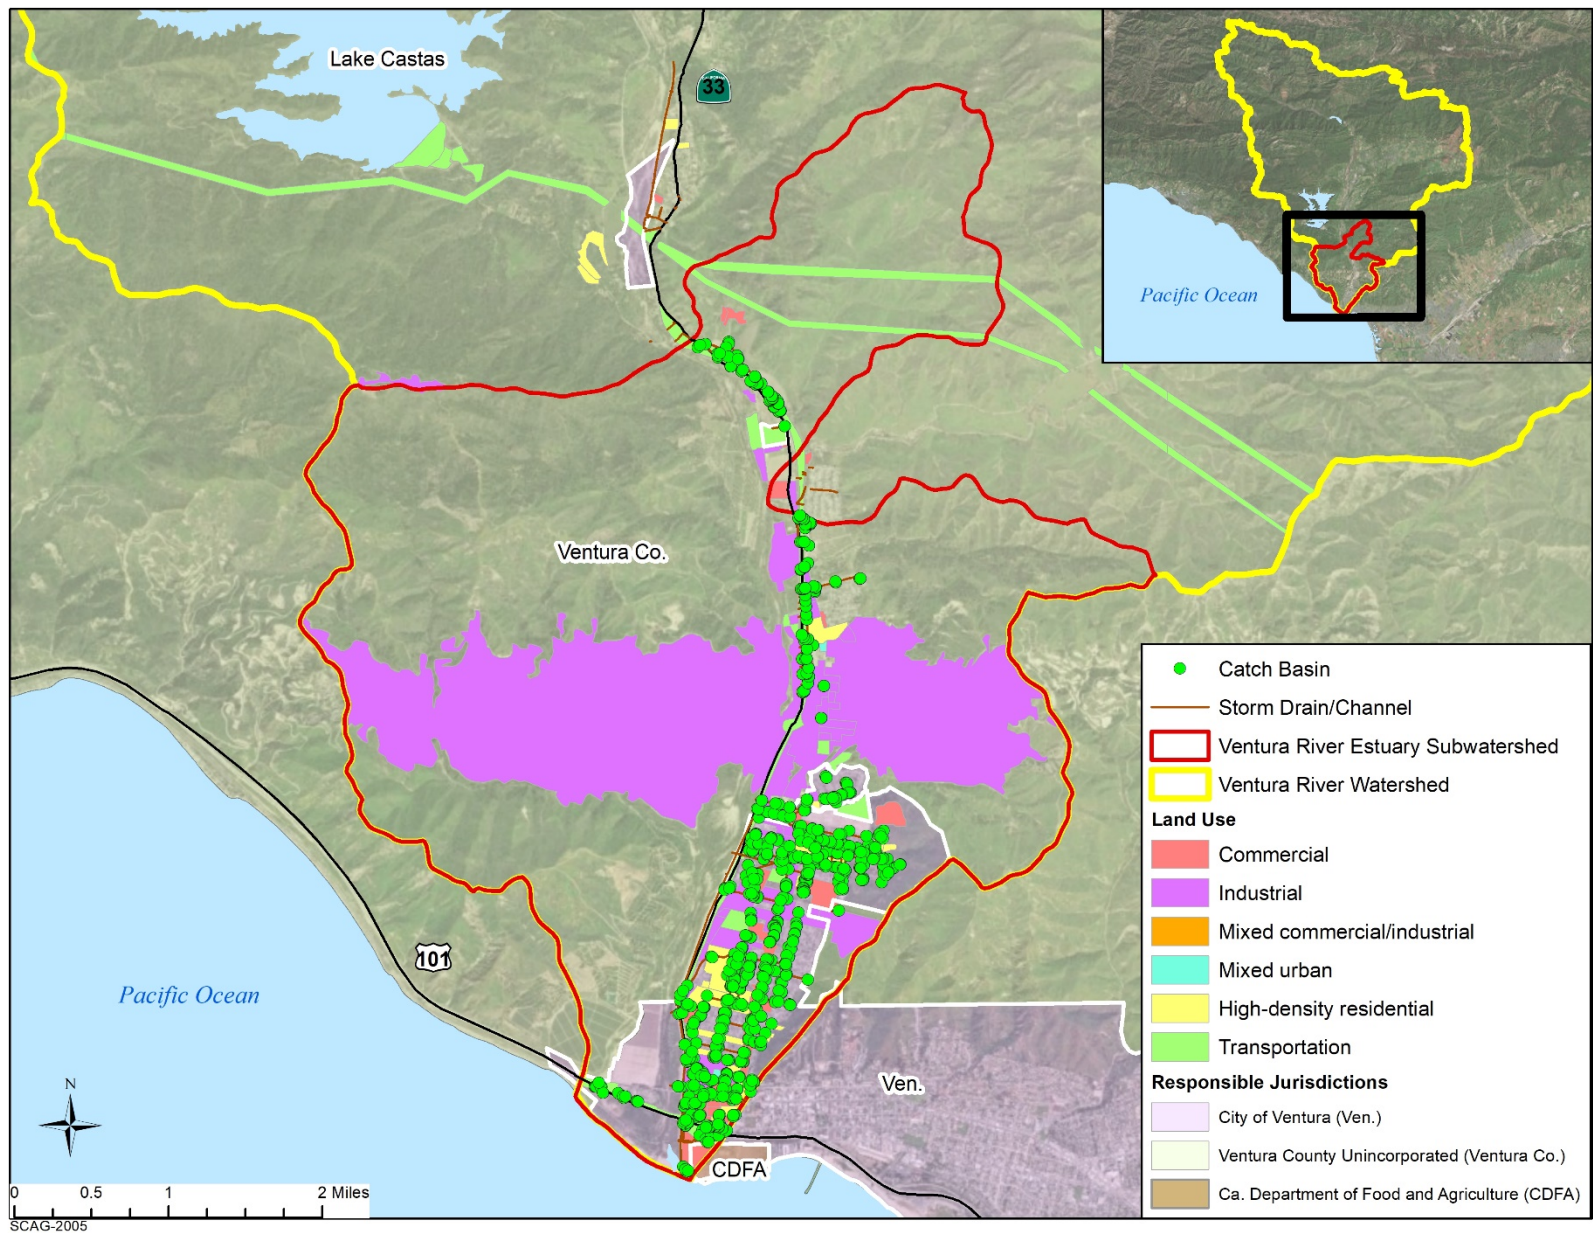 Lake Castas
CALIFORNIA
33
Pacific Ocean
Ventura Co.
Catch Basin
Storm Drain/Channel
Ventura River Estuary Subwatershed
Ventura River Watershed
Land Use
Commercial
Industrial
Mixed commercial/industrial
Mixed urban
High-density residential
Transportation
Responsible Jurisdictions
City of Ventura (Ven.)
Ventura County Unincorporated (Ventura Co.)
Ca. Department of Food and Agriculture (CDFA)
101
Pacific Ocean
Ven.
N
CDFA
0 0.5 1 2 Miles
SCAG-2005